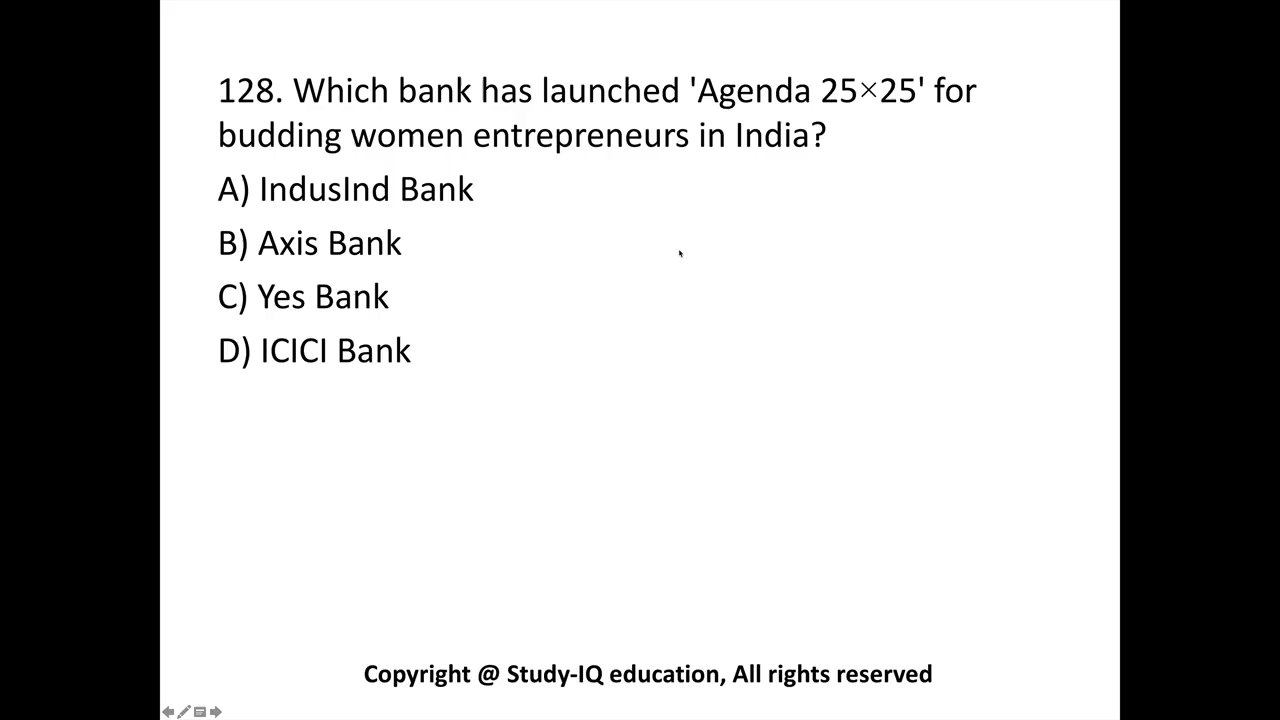 128. Which bank has launched 'Agenda 25×25' for
budding women entrepreneurs in India?
A) IndusInd Bank
B) Axis Bank
C) Yes Bank
D) ICICI Bank
Copyright @ Study-IQ education, All rights reserved